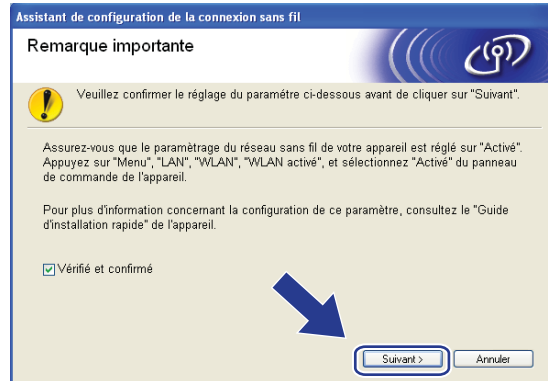 Assistant de configuration de la connexion sans fil
Remarque importante
Veuillez confirmer le réglage du paramétre ci-dessous avant de cliquer sur "Suivant".
Assurez-vous que le paramètrage du réseau sans fil de votre appareil est réglé sur "Activé".
Appuyez sur "Menu", "LAN", "WLAN", "WLAN activé", et sélectionnez "Activé" du panneau
de commande de l'appareil.
Pour plus d'information concernant la configuration de ce paramètre, consultez le "Guide
d'installation rapide" de l'appareil.
Vérifié et confirmé
Suivant >
Annuler